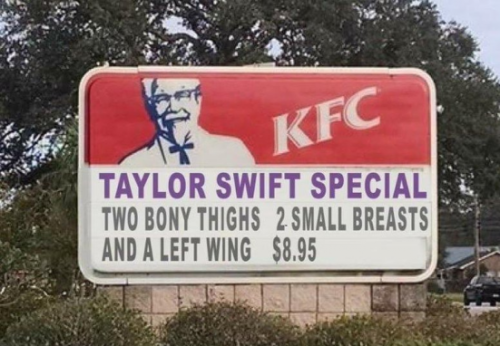 KFC
TAYLOR SWIFT SPECIAL
TWO BONY THIGHS 2 SMALL BREASTS
AND A LEFT WING $8.95